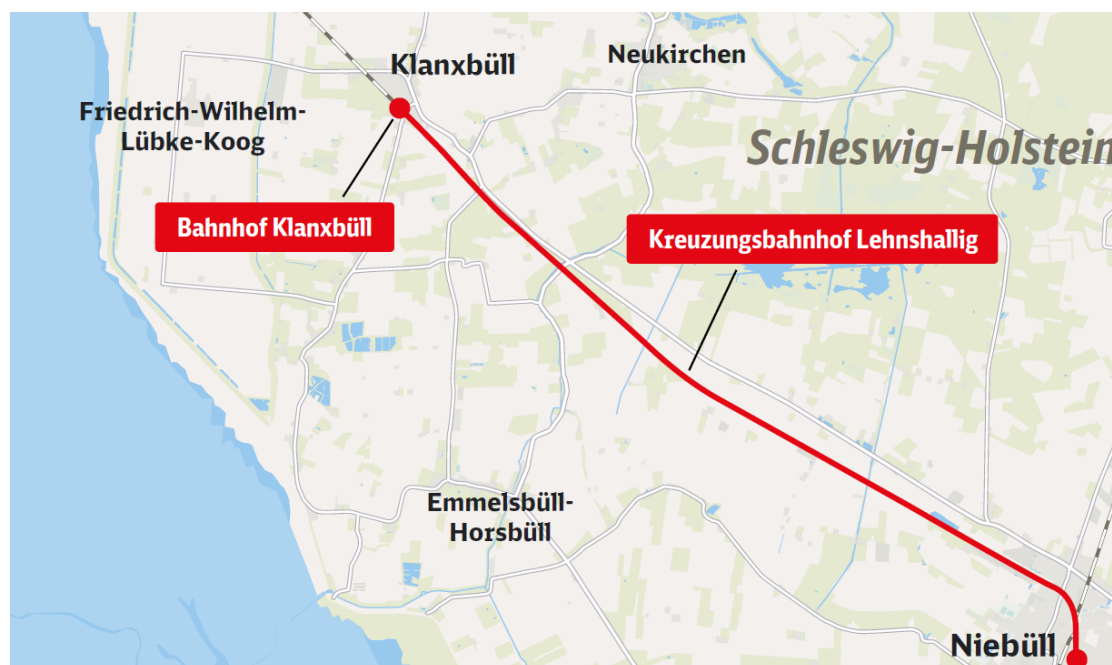 Klanxbüll
Neukirchen
Friedrich-Wilhelm-
Lübke-Koog
Schleswig-Holstein
Bahnhof Klanxbüll
Kreuzungsbahnhof Lehnshallig
Emmelsbüll-
Horsbüll
Niebüll